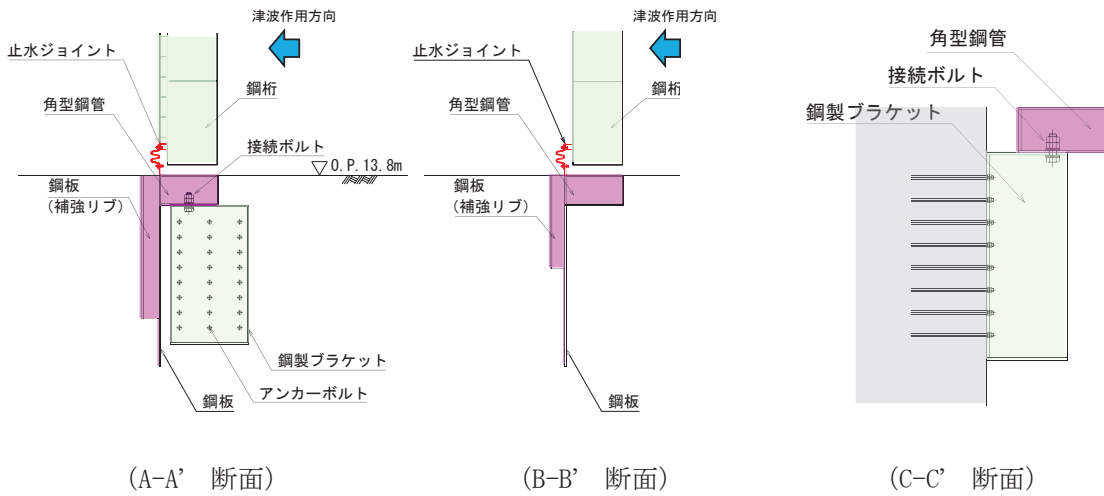 津波作用方向
止水ジョイント
鋼桁
角型鋼管
接続ボルト
O.P.13.8m
鋼板
(補強リブ)
鋼製ブラケット
アンカーボルト
鋼板
(A-A’ 断面)
津波作用方向
止水ジョイント
鋼桁
角型鋼管
鋼板
(補強リブ)
鋼板
(B-B’ 断面)
角型鋼管
接続ボルト
鋼製ブラケット
(C-C’ 断面)